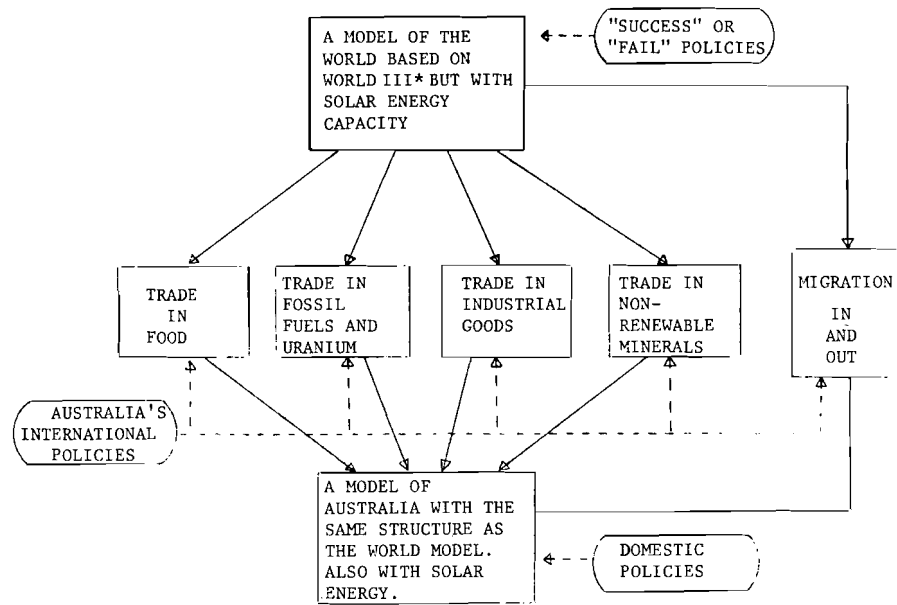 A MODEL OF THE
WORLD BASED ON
WORLD III* BUT WITH
SOLAR ENERGY
CAPACITY
"SUCCESS" OR
"FAIL" POLICIES
TRADE
IN
FOOD
TRADE IN
FOSSIL
FUELS AND
URANIUM
TRADE IN
INDUSTRIAL
GOODS
TRADE IN
NON-
RENEWABLE
MINERALS
MIGRATION
IN
AND
OUT
AUSTRALIA'S
INTERNATIONAL
POLICIES
A MODEL OF
AUSTRALIA WITH THE
SAME STRUCTURE AS
THE WORLD MODEL.
ALSO WITH SOLAR
ENERGY.
DOMESTIC
POLICIES